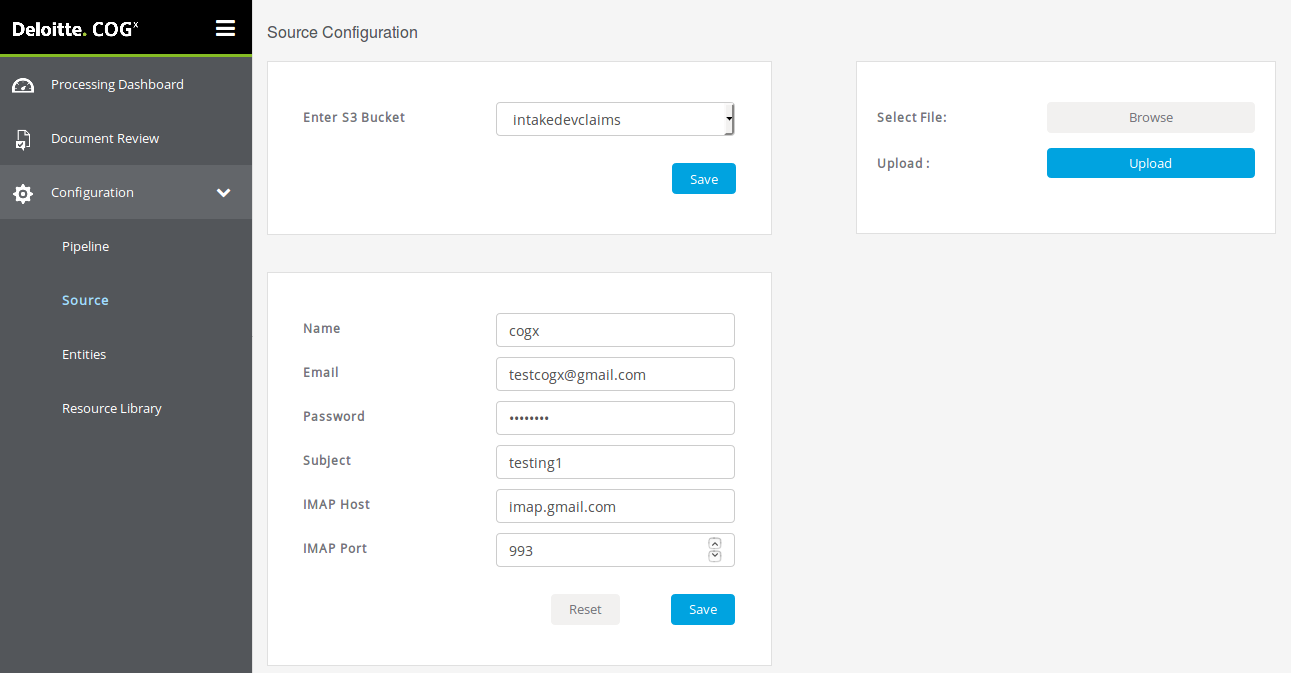 Deloitte. COGx
Processing Dashboard
Document Review
Configuration
Pipeline
Source
Entities
Resource Library
Source Configuration
Enter S3 Bucket
intakedevclaims
Save
Select File:
Browse
Upload :
Upload
Name
cogx
Email
testcogx@gmail.com
Password
••••••••
Subject
testing1
IMAP Host
imap.gmail.com
IMAP Port
993
Reset
Save